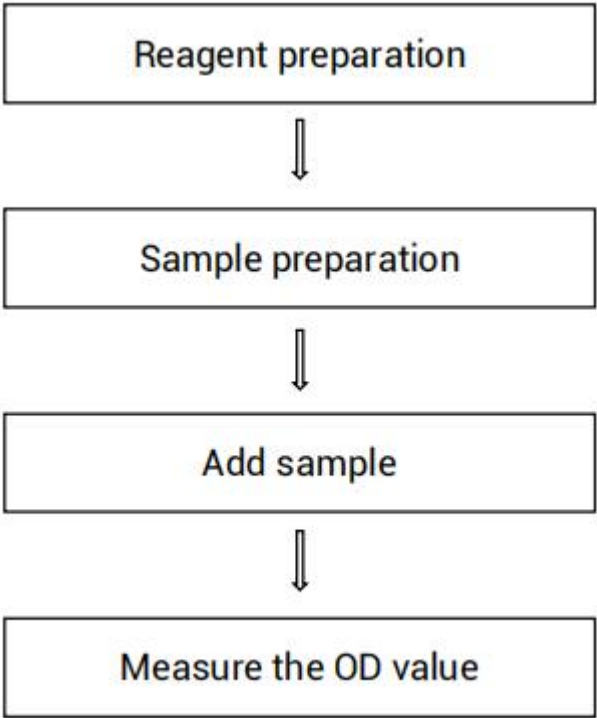 Reagent preparation
Sample preparation
Add sample
Measure the OD value